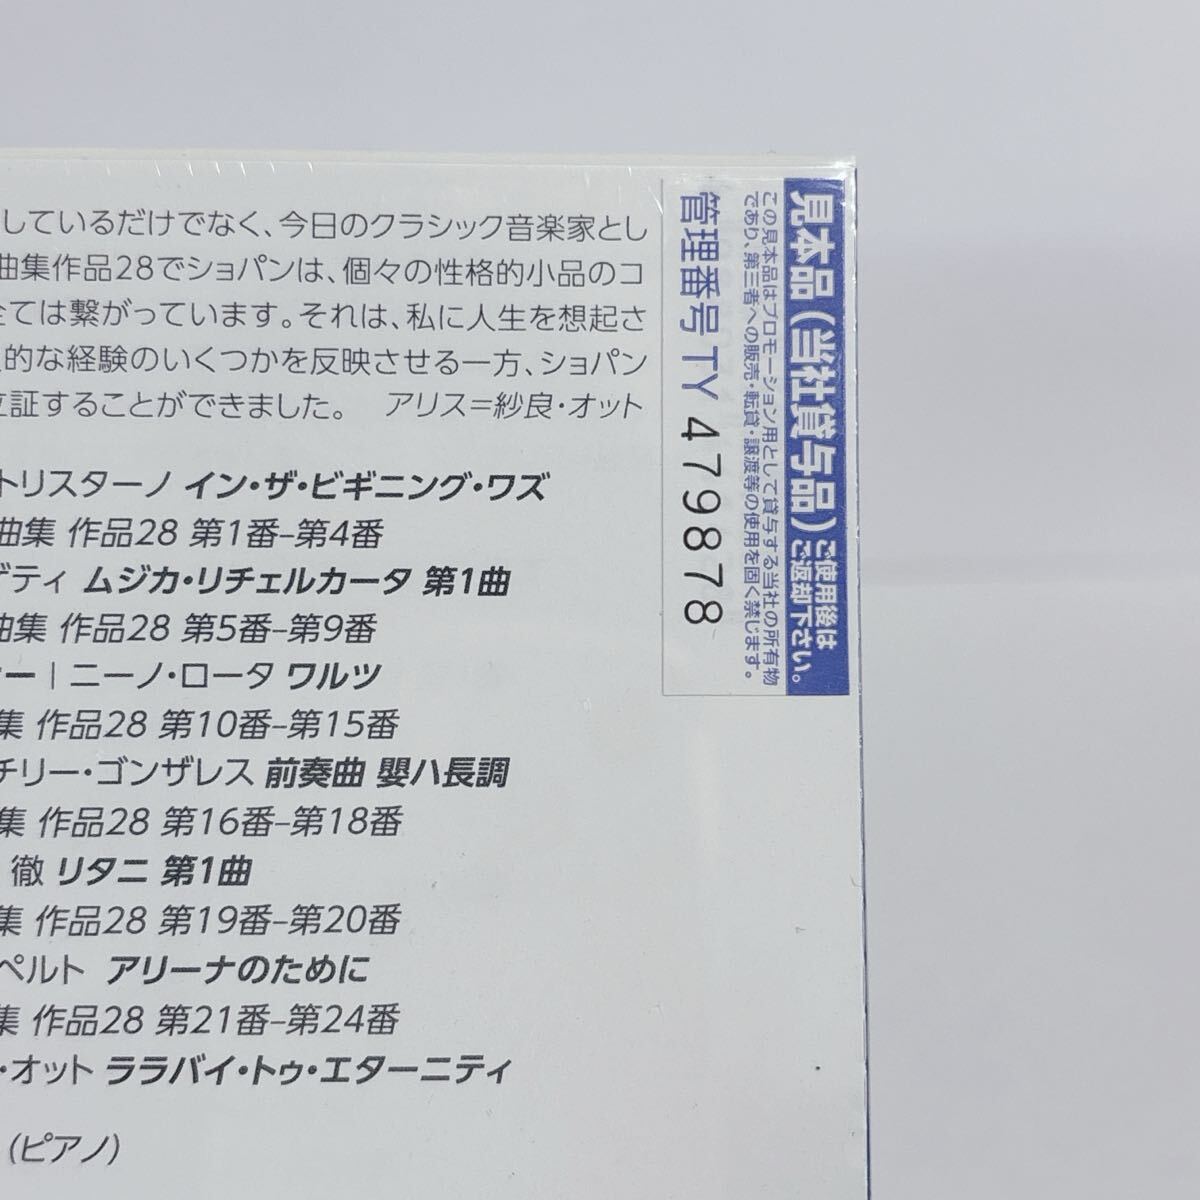 しているだけでなく、今日のクラシック音楽家とし
曲集作品28でショパンは、個々の性格的小品のコ
ては繋がっています。それは、私に人生を想起さ
的な経験のいくつかを反映させる一方、ショパン
証することができました。 アリス=紗良・オット
トリスターノ イン・ザ・ビギニング・ワズ
曲集 作品28 第1番–第4番
ゲティ ムジカ・リチェルカータ 第1曲
曲集 作品28 第5番–第9番
ー | ニーノ・ロータ ワルツ
集 作品28 第10番–第15番
チリー・ゴンザレス 前奏曲 嬰ハ長調
集 作品28 第16番–第18番
徹 リタニ 第1曲
集 作品28 第19番–第20番
ペルト アリーナのために
集 作品28 第21番–第24番
・オット ララバイ・トゥ・エターニティ
(ピアノ)
見本品(当社貸与品)ご使用後は
ご返却下さい。
この見本品はプロモーション用として貸与する当社の所有物
であり、第三者への販売・転貸・譲渡等の使用を固く禁じます。
管理番号 TY 479878